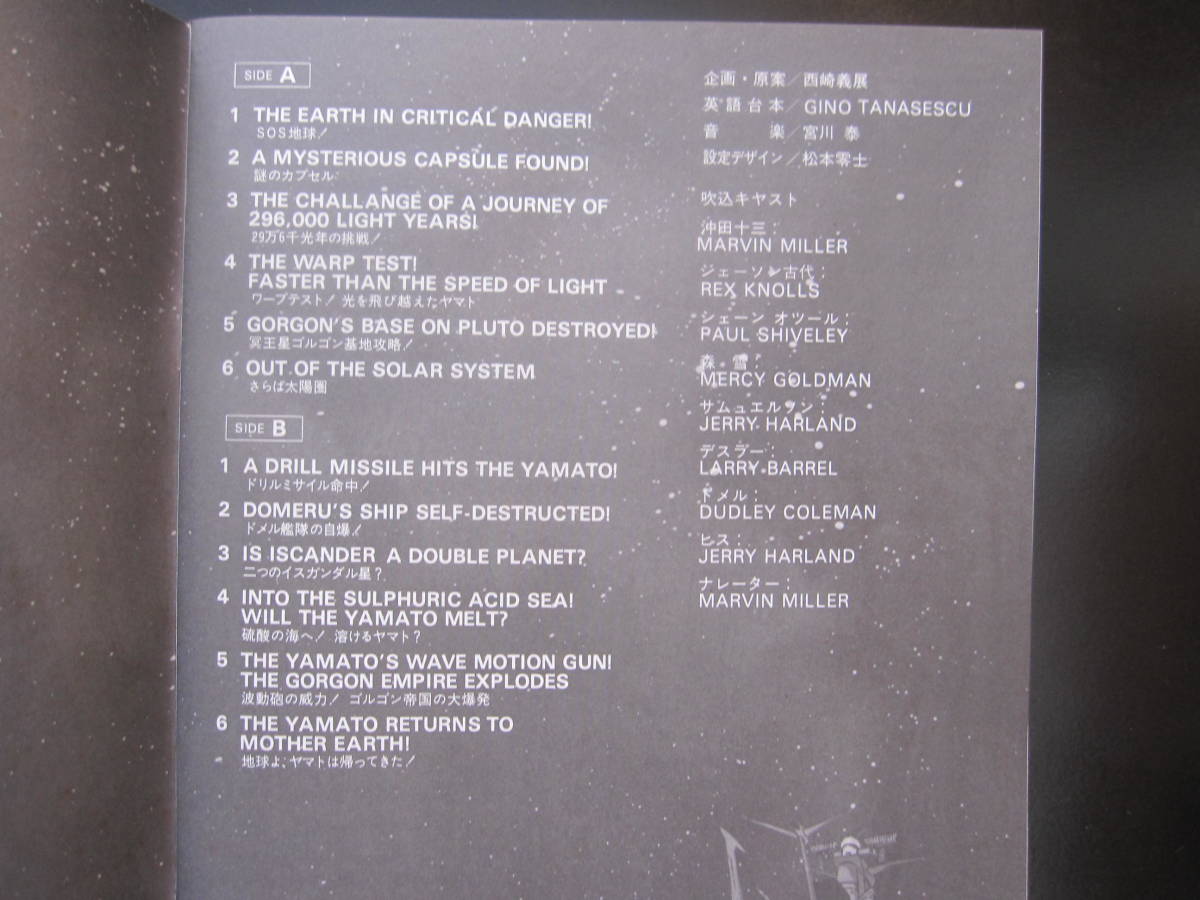 SIDE A
1 THE EARTH IN CRITICAL DANGER!
SOS地球!
2 A MYSTERIOUS CAPSULE FOUND!
謎のカプセル
3 THE CHALLANGE OF A JOURNEY OF
296,000 LIGHT YEARS!
29万6千光年の挑戦!
4 THE WARP TEST!
FASTER THAN THE SPEED OF LIGHT
ワープテスト! 光を飛び越えたヤマト
5 GORGON'S BASE ON PLUTO DESTROYED!
冥王星ゴルゴン基地攻略!
6 OUT OF THE SOLAR SYSTEM
さらば太陽圏
SIDE B
1 A DRILL MISSILE HITS THE YAMATO!
ドリルミサイル命中!
2 DOMERU'S SHIP SELF-DESTRUCTED!
ドメル艦隊の自爆!
3 IS ISCANDER A DOUBLE PLANET?
二つのイスガンダル星?
4 INTO THE SULPHURIC ACID SEA!
WILL THE YAMATO MELT?
硫酸の海へ! 溶けるヤマト?
5 THE YAMATO'S WAVE MOTION GUN!
THE GORGON EMPIRE EXPLODES
波動砲の威力! ゴルゴン帝国の大爆発
6 THE YAMATO RETURNS TO
MOTHER EARTH!
地球よ、ヤマトは帰ってきた!
企画・原案/西崎義展
英語台本/GINO TANASESCU
音楽/宮川 泰
設定デザイン/松本零士
吹込キヤスト
沖田十三:
MARVIN MILLER
ジェーソン古代:
REX KNOLLS
シェーン オツール:
PAUL SHIVELEY
森 雪:
MERCY GOLDMAN
サムュエルソン:
JERRY HARLAND
デスラー:
LARRY BARREL
ドメル:
DUDLEY COLEMAN
ヒス:
JERRY HARLAND
ナレーター:
MARVIN MILLER